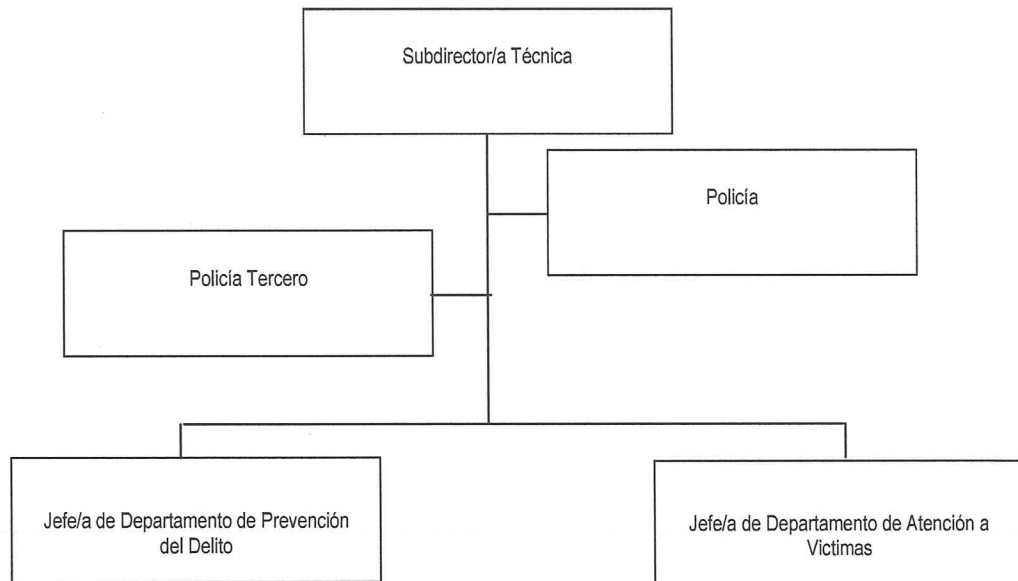 Subdirector/a Técnica
Policía
Policía Tercero
Jefe/a de Departamento de Prevención
del Delito
Jefe/a de Departamento de Atención a
Victimas